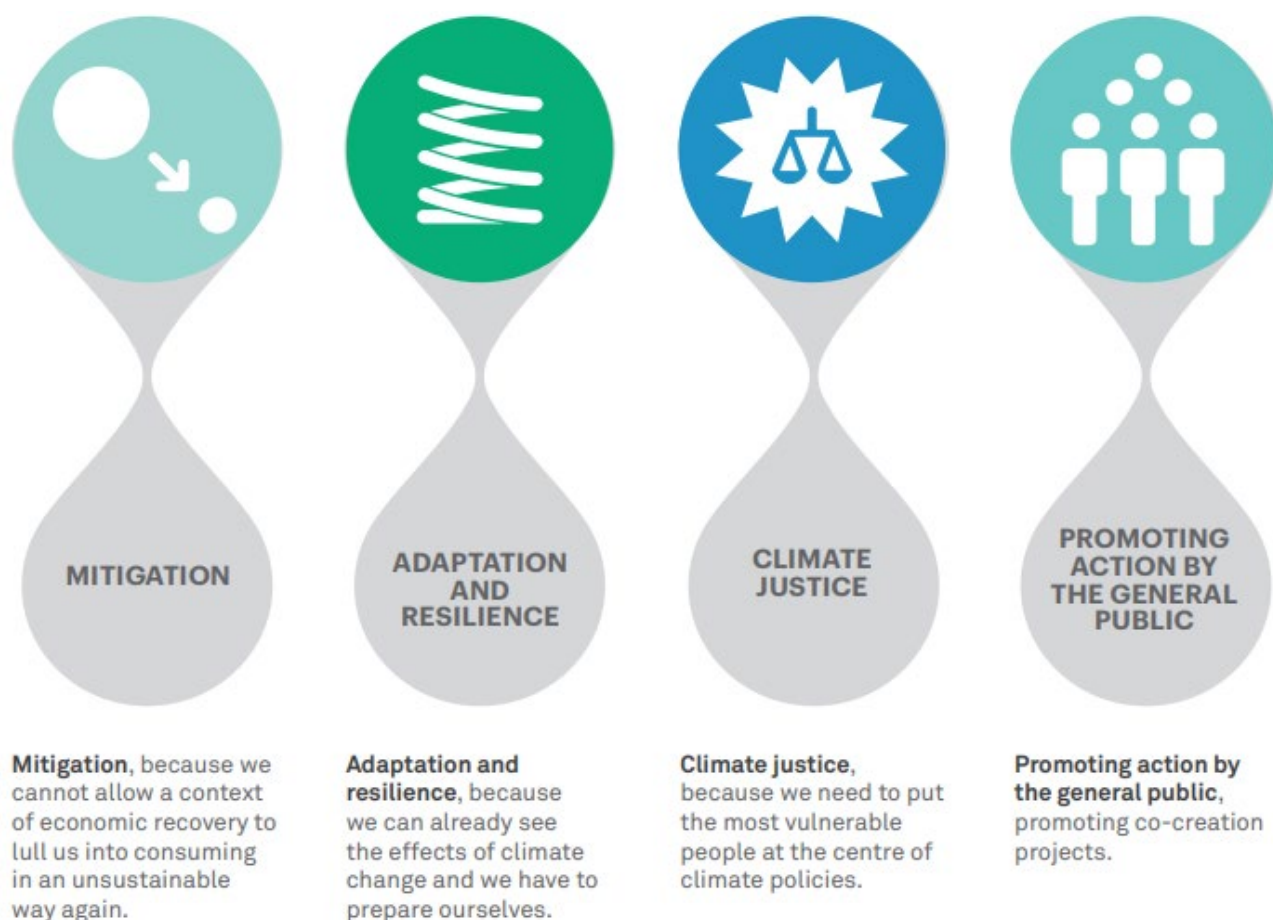 MITIGATION
ADAPTATION
AND
RESILIENCE
CLIMATE
JUSTICE
PROMOTING
ACTION BY
THE GENERAL
PUBLIC
Mitigation, because we
cannot allow a context
of economic recovery to
lull us into consuming
in an unsustainable
way again.
Adaptation and
resilience, because
we can already see
the effects of climate
change and we have to
prepare ourselves.
Climate justice,
because we need to put
the most vulnerable
people at the centre of
climate policies.
Promoting action by
the general public,
promoting co-creation
projects.